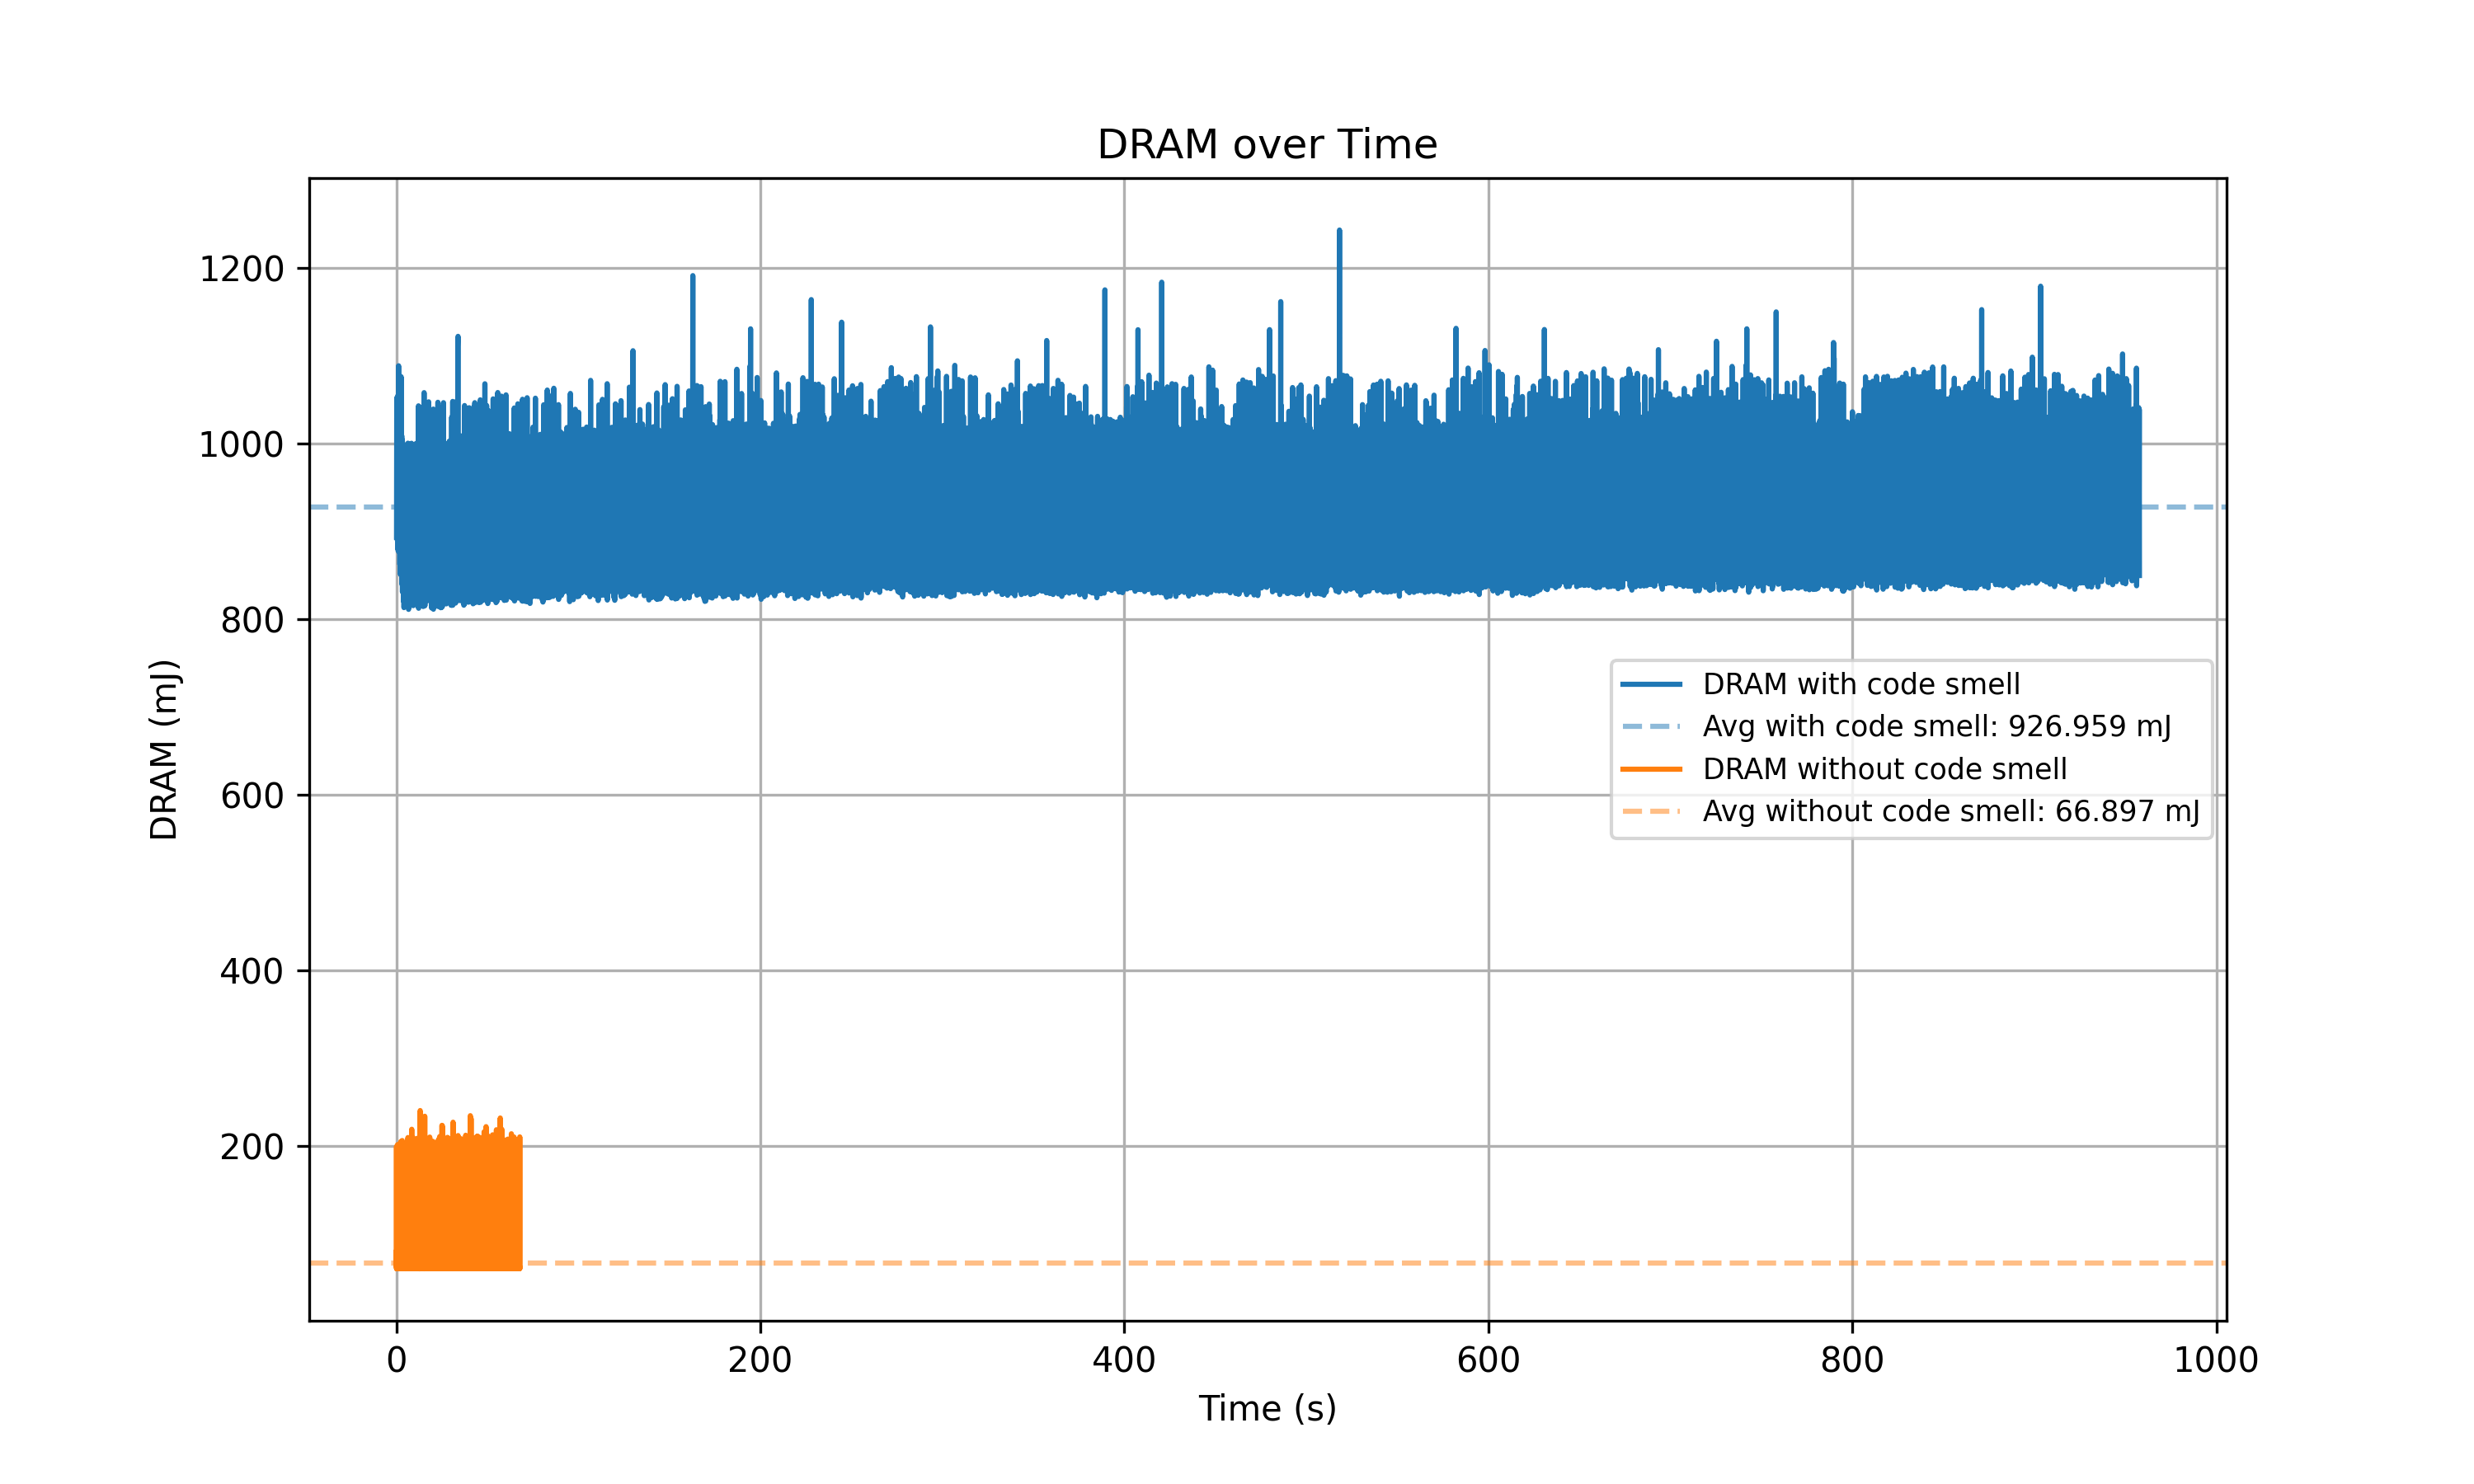 DRAM over Time
1200
1000
800
600
400
200
DRAM (mJ)
DRAM with code smell
Avg with code smell: 926.959 mJ
DRAM without code smell
Avg without code smell: 66.897 mJ
0 200 400 600 800 1000
Time (s)